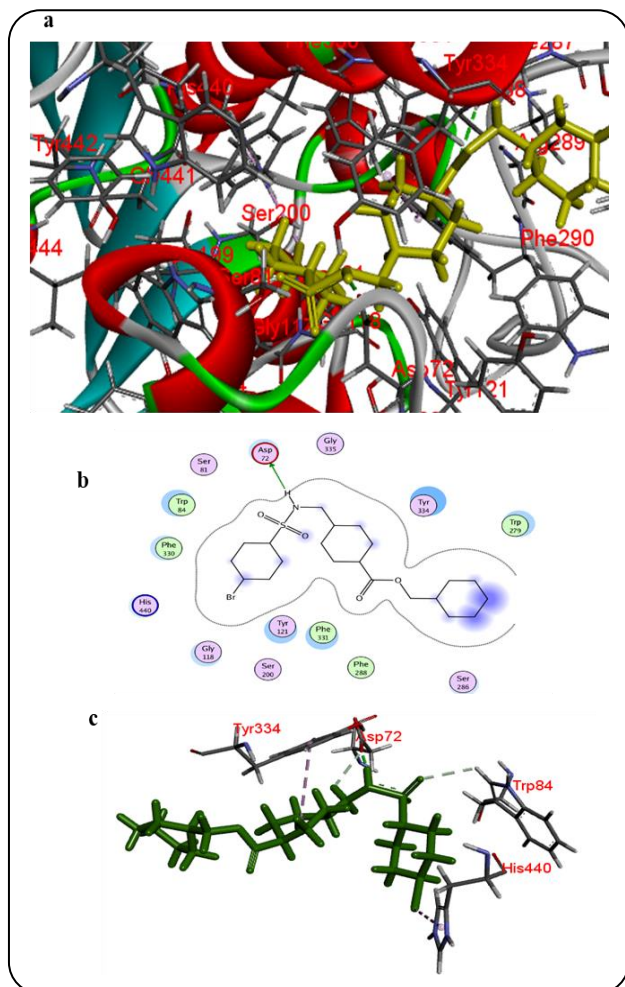 a
Tyr334
Arg289
Tyr442
Ser200
Phe290
Asp72
b
Asp
72
Gly
335
Ser
81
Tyr
334
Trp
84
Trp
279
Phe
330
His
440
Tyr
121
Phe
331
Gly
118
Ser
200
Phe
288
Ser
286
H
N
O
S
O
Br
O
O
c
Tyr334
Asp72
Trp84
His440